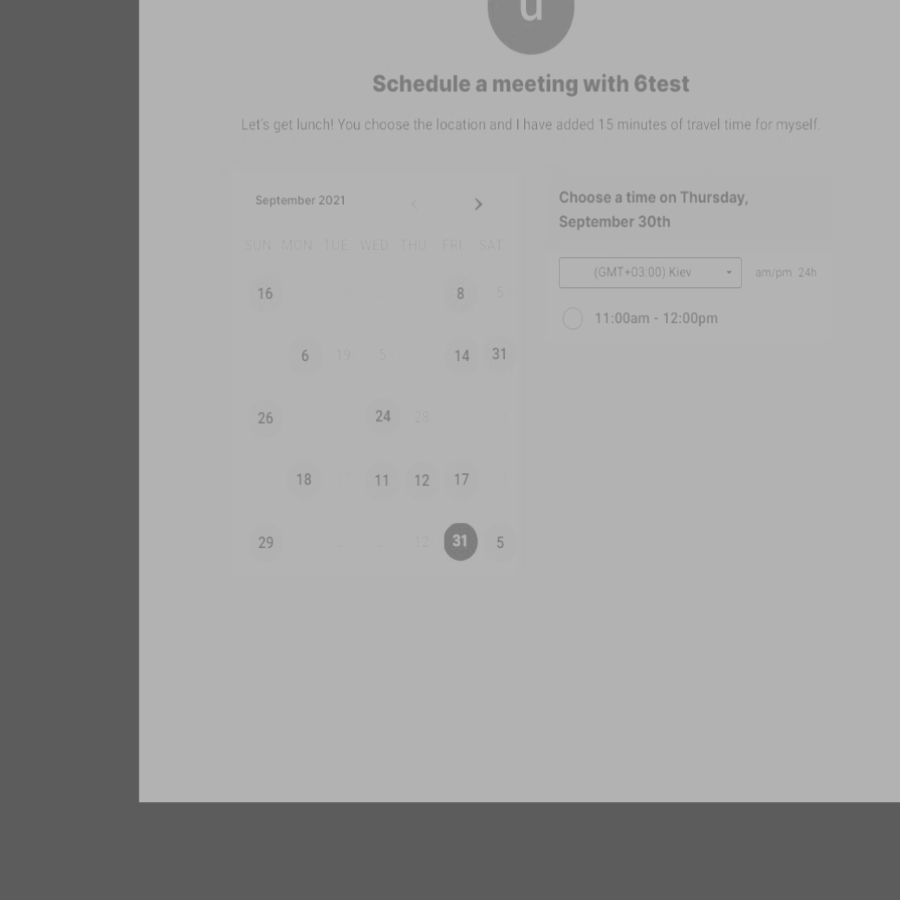 u
Schedule a meeting with 6test
Let's get lunch! You choose the location and I have added 15 minutes of travel time for myself.
September 2021
SUN MON TUE WED THU FRI SAT
16 8 5
6 19 5 14 31
26 24 28
18 11 12 17
29 12 31 5
Choose a time on Thursday,
September 30th
(GMT+03:00) Kiev am/pm 24h
11:00am - 12:00pm